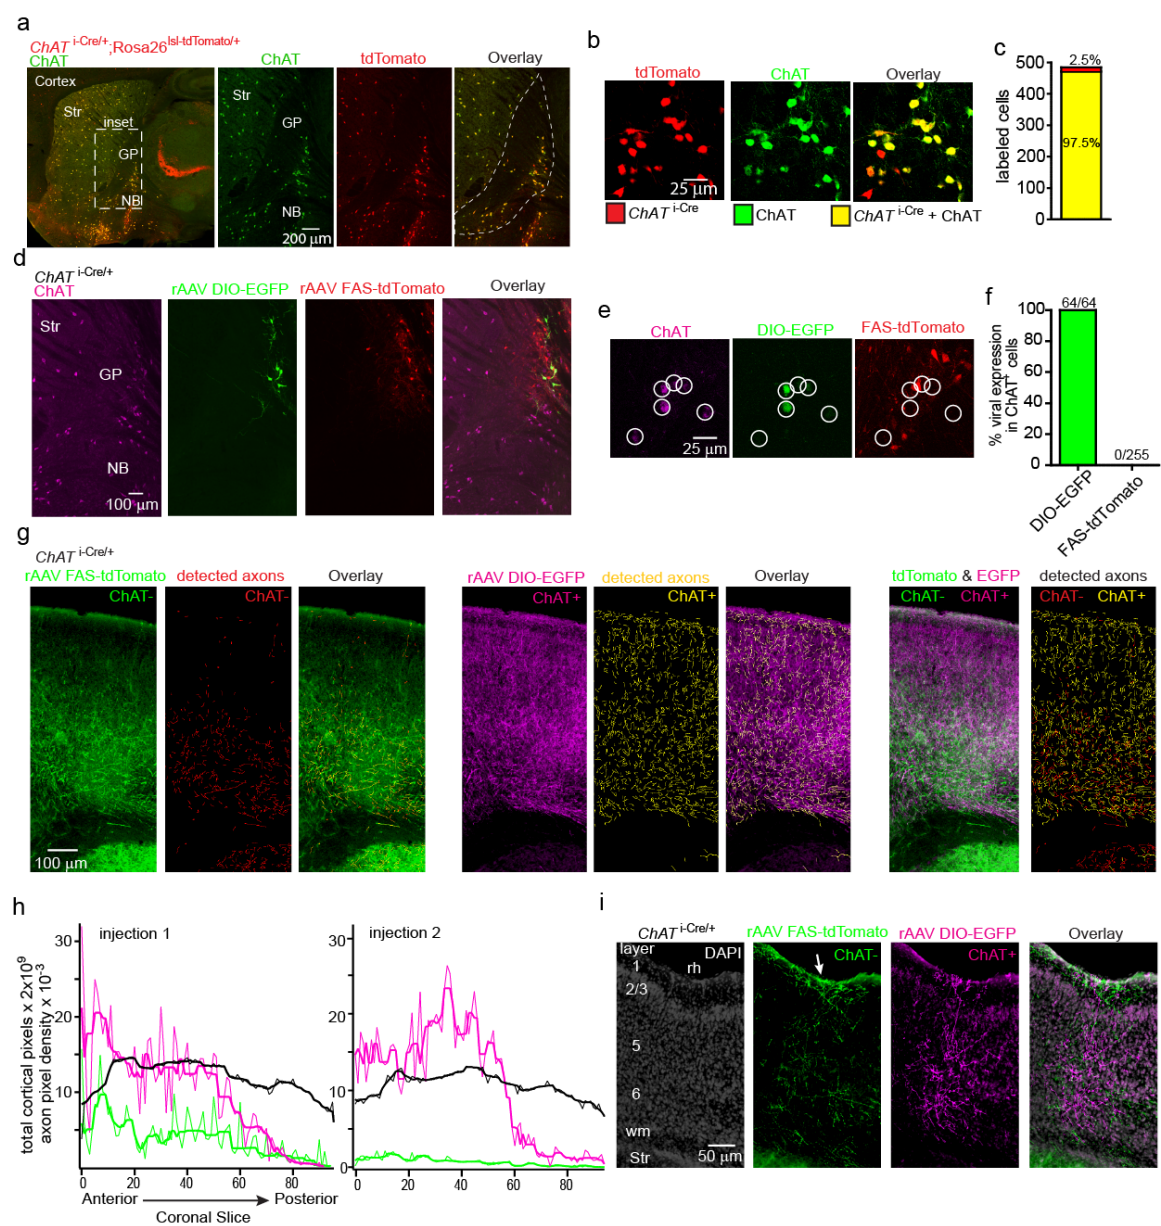 a
ChAT i-Cre/+;Rosa26lsl-tdTomato/+
ChAT
ChAT
tdTomato
Overlay
Cortex
Str
inset
GP
NB
Str
GP
NB
200 µm
b
tdTomato
ChAT
Overlay
25 µm
ChAT i-Cre
ChAT
ChAT i-Cre + ChAT
c
labeled cells
500
400
300
200
100
0
2.5%
97.5%
d
ChAT i-Cre/+
ChAT
rAAV DIO-EGFP
rAAV FAS-tdTomato
Overlay
Str
GP
NB
100 µm
e
ChAT
DIO-EGFP
FAS-tdTomato
25 µm
f
% viral expression
in ChAT+ cells
100
80
60
40
20
0
64/64
0/255
DIO-EGFP
FAS-tdTomato
g
ChAT i-Cre/+
rAAV FAS-tdTomato
ChAT-
detected axons
ChAT-
Overlay
100 µm
rAAV DIO-EGFP
ChAT+
detected axons
ChAT+
Overlay
tdTomato & EGFP
ChAT- ChAT+
detected axons
ChAT- ChAT+
h
total cortical pixels x 2x10⁹
axon pixel density x 10⁻³
injection 1
30
20
10
0
0 20 40 60 80
Anterior
Posterior
Coronal Slice
injection 2
30
20
10
0
0 20 40 60 80
i
ChAT i-Cre/+
rAAV FAS-tdTomato
rAAV DIO-EGFP
Overlay
layer
DAPI
1
rh
2/3
5
6
wm
Str
50 µm
ChAT-
ChAT+